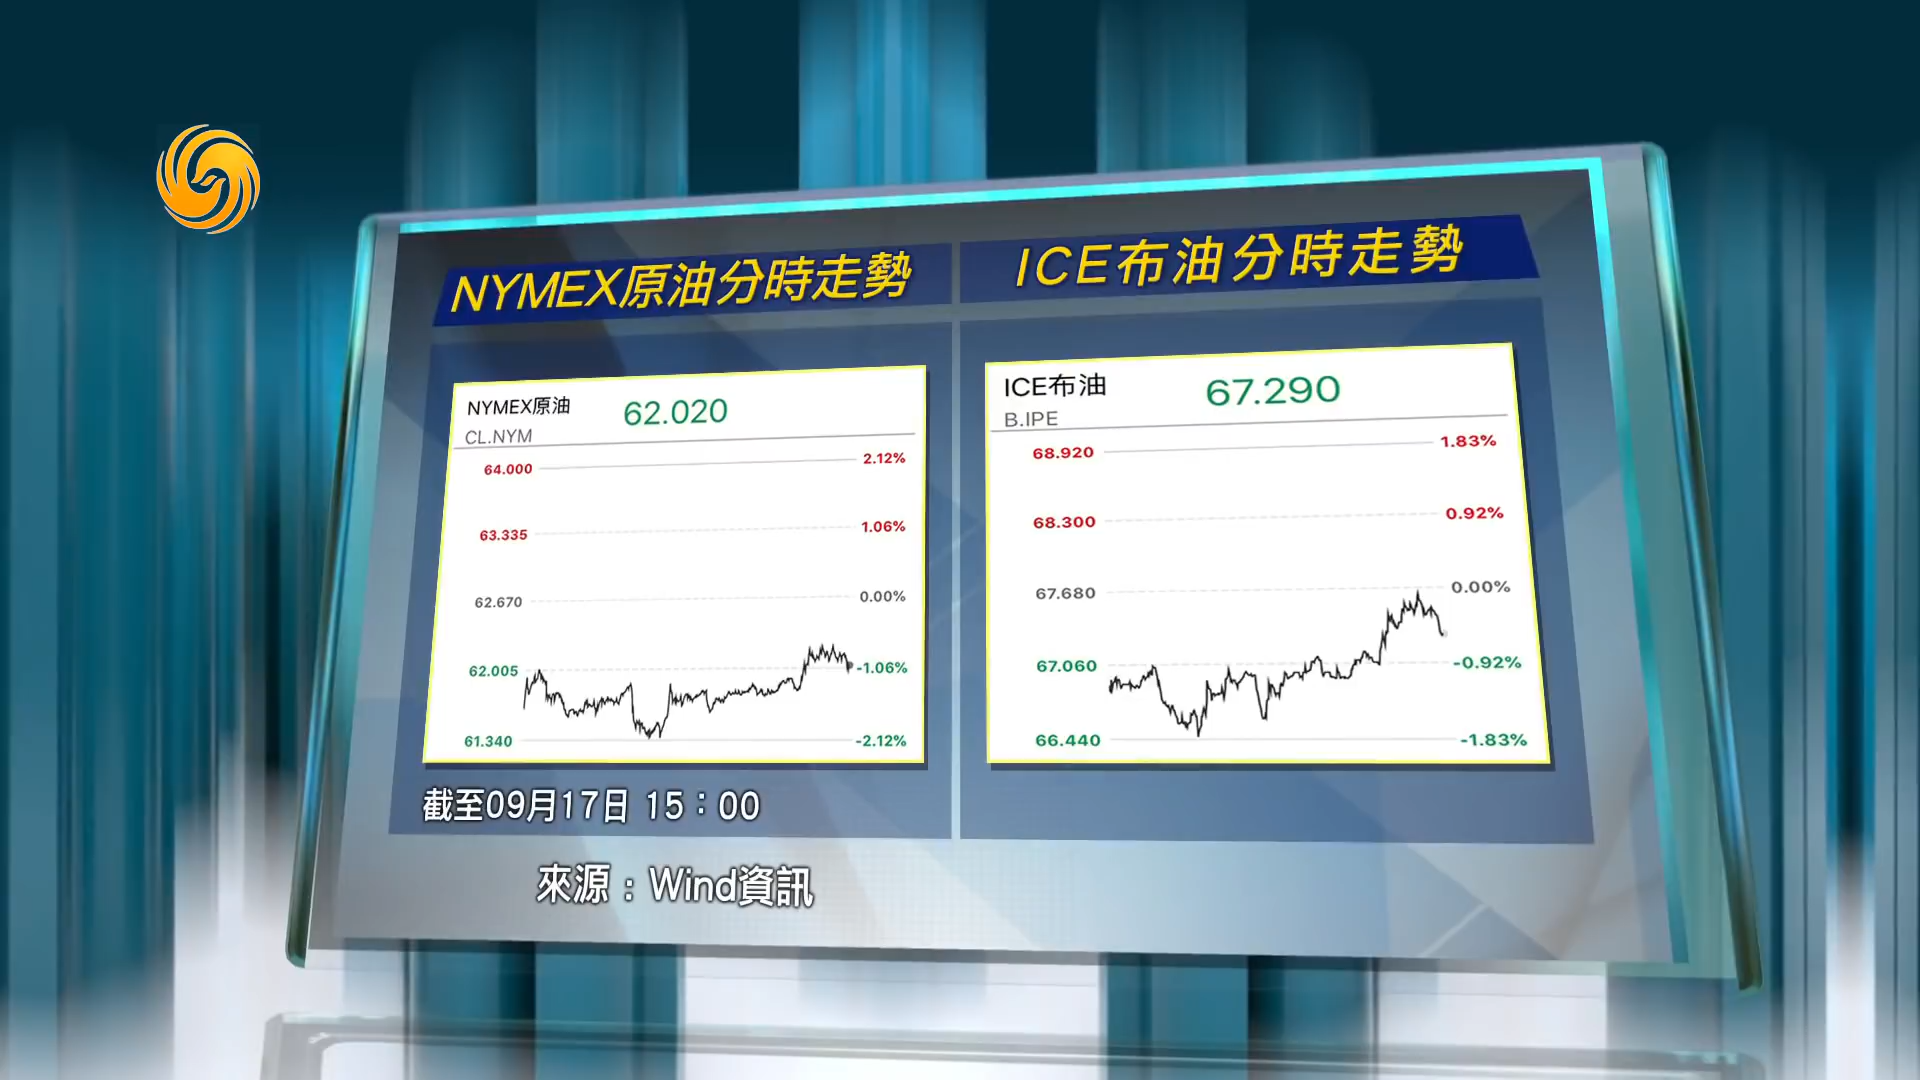 NYMEX原油分時走勢
NYMEX原油 62.020
CL.NYM
64.000 2.12%
63.335 1.06%
62.670 0.00%
62.005 -1.06%
61.340 -2.12%
ICE布油分時走勢
ICE布油 67.290
B.IPE
68.920 1.83%
68.300 0.92%
67.680 0.00%
67.060 -0.92%
66.440 -1.83%
截至09月17日 15：00
來源：Wind資訊